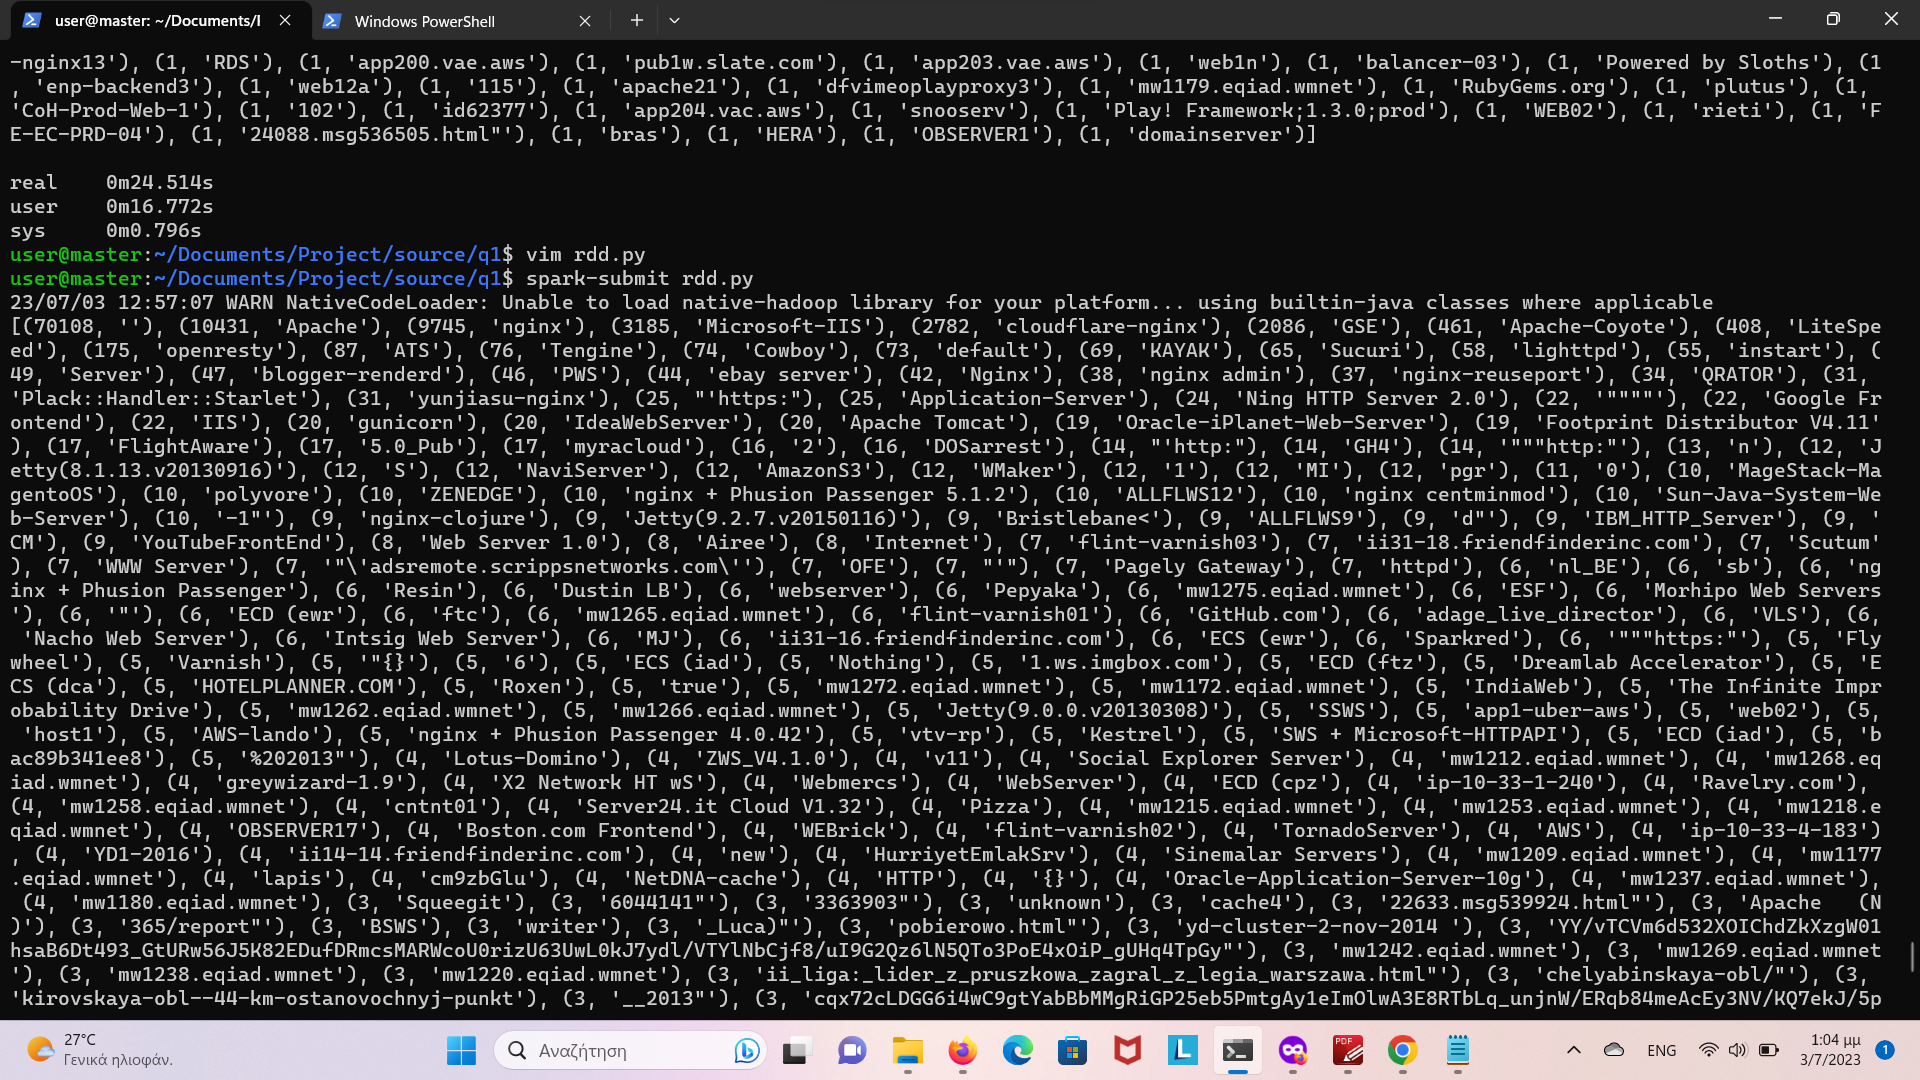 user@master: ~/Documents/I
Windows PowerShell
-nginx13'), (1, 'RDS'), (1, 'app200.vae.aws'), (1, 'pub1w.slate.com'), (1, 'app203.vae.aws'), (1, 'web1n'), (1, 'balancer-03'), (1, 'Powered by Sloths'), (1
, 'enp-backend3'), (1, 'web12a'), (1, '115'), (1, 'apache21'), (1, 'dfvimeoplayproxy3'), (1, 'mw1179.eqiad.wmnet'), (1, 'RubyGems.org'), (1, 'plutus'), (1,
'CoH-Prod-Web-1'), (1, '102'), (1, 'id62377'), (1, 'app204.vac.aws'), (1, 'snooserv'), (1, 'Play! Framework;1.3.0;prod'), (1, 'WEB02'), (1, 'rieti'), (1, 'F
E-EC-PRD-04'), (1, '24088.msg536505.html"'), (1, 'bras'), (1, 'HERA'), (1, 'OBSERVER1'), (1, 'domainserver')]
real 0m24.514s
user 0m16.772s
sys 0m0.796s
user@master:~/Documents/Project/source/q1$ vim rdd.py
user@master:~/Documents/Project/source/q1$ spark-submit rdd.py
23/07/03 12:57:07 WARN NativeCodeLoader: Unable to load native-hadoop library for your platform... using builtin-java classes where applicable
[(70108, ''), (10431, 'Apache'), (9745, 'nginx'), (3185, 'Microsoft-IIS'), (2782, 'cloudflare-nginx'), (2086, 'GSE'), (461, 'Apache-Coyote'), (408, 'LiteSpe
ed'), (175, 'openresty'), (87, 'ATS'), (76, 'Tengine'), (74, 'Cowboy'), (73, 'default'), (69, 'KAYAK'), (65, 'Sucuri'), (58, 'lighttpd'), (55, 'instart'), (
49, 'Server'), (47, 'blogger-renderd'), (46, 'PWS'), (44, 'ebay server'), (42, 'Nginx'), (38, 'nginx admin'), (37, 'nginx-reuseport'), (34, 'QRATOR'), (31,
'Plack::Handler::Starlet'), (31, 'yunjiasu-nginx'), (25, "'https:"), (25, 'Application-Server'), (24, 'Ning HTTP Server 2.0'), (22, '""""'), (22, 'Google Fr
ontend'), (22, 'IIS'), (20, 'gunicorn'), (20, 'IdeaWebServer'), (20, 'Apache Tomcat'), (19, 'Oracle-iPlanet-Web-Server'), (19, 'Footprint Distributor V4.11'
), (17, 'FlightAware'), (17, '5.0_Pub'), (17, 'myracloud'), (16, '2'), (16, 'DOSarrest'), (14, "'http:"), (14, 'GH4'), (14, '"""http:"'), (13, 'n'), (12, 'J
etty(8.1.13.v20130916)'), (12, 'S'), (12, 'NaviServer'), (12, 'AmazonS3'), (12, 'WMaker'), (12, '1'), (12, 'MI'), (12, 'pgr'), (11, '0'), (10, 'MageStack-Ma
gentoOS'), (10, 'polyvore'), (10, 'ZENEDGE'), (10, 'nginx + Phusion Passenger 5.1.2'), (10, 'ALLFLWS12'), (10, 'nginx centminmod'), (10, 'Sun-Java-System-We
b-Server'), (10, '-1"'), (9, 'nginx-clojure'), (9, 'Jetty(9.2.7.v20150116)'), (9, 'Bristlebane<'), (9, 'ALLFLWS9'), (9, 'd"'), (9, 'IBM_HTTP_Server'), (9, '
CM'), (9, 'YouTubeFrontEnd'), (8, 'Web Server 1.0'), (8, 'Airee'), (8, 'Internet'), (7, 'flint-varnish03'), (7, 'ii31-18.friendfinderinc.com'), (7, 'Scutum'
), (7, 'WWW Server'), (7, '"\'adsremote.scrippsnetworks.com\''), (7, 'OFE'), (7, "'"), (7, 'Pagely Gateway'), (7, 'httpd'), (6, 'nl_BE'), (6, 'sb'), (6, 'ng
inx + Phusion Passenger'), (6, 'Resin'), (6, 'Dustin LB'), (6, 'webserver'), (6, 'Pepyaka'), (6, 'mw1275.eqiad.wmnet'), (6, 'ESF'), (6, 'Morhipo Web Servers
'), (6, '"'), (6, 'ECD (ewr'), (6, 'ftc'), (6, 'mw1265.eqiad.wmnet'), (6, 'flint-varnish01'), (6, 'GitHub.com'), (6, 'adage_live_director'), (6, 'VLS'), (6,
'Nacho Web Server'), (6, 'Intsig Web Server'), (6, 'MJ'), (6, 'ii31-16.friendfinderinc.com'), (6, 'ECS (ewr'), (6, 'Sparkred'), (6, '"""https:"'), (5, 'Fly
wheel'), (5, 'Varnish'), (5, '"{}'), (5, '6'), (5, 'ECS (iad'), (5, 'Nothing'), (5, '1.ws.imgbox.com'), (5, 'ECD (ftz'), (5, 'Dreamlab Accelerator'), (5, 'E
CS (dca'), (5, 'HOTELPLANNER.COM'), (5, 'Roxen'), (5, 'true'), (5, 'mw1272.eqiad.wmnet'), (5, 'mw1172.eqiad.wmnet'), (5, 'IndiaWeb'), (5, 'The Infinite Impr
obability Drive'), (5, 'mw1262.eqiad.wmnet'), (5, 'mw1266.eqiad.wmnet'), (5, 'Jetty(9.0.0.v20130308)'), (5, 'SSWS'), (5, 'app1-uber-aws'), (5, 'web02'), (5,
'host1'), (5, 'AWS-lando'), (5, 'nginx + Phusion Passenger 4.0.42'), (5, 'vtv-rp'), (5, 'Kestrel'), (5, 'SWS + Microsoft-HTTPAPI'), (5, 'ECD (iad'), (5, 'b
ac89b341ee8'), (5, '%202013"'), (4, 'Lotus-Domino'), (4, 'ZWS_V4.1.0'), (4, 'v11'), (4, 'Social Explorer Server'), (4, 'mw1212.eqiad.wmnet'), (4, 'mw1268.eq
iad.wmnet'), (4, 'greywizard-1.9'), (4, 'X2 Network HT wS'), (4, 'Webmercs'), (4, 'WebServer'), (4, 'ECD (cpz'), (4, 'ip-10-33-1-240'), (4, 'Ravelry.com'),
(4, 'mw1258.eqiad.wmnet'), (4, 'cntnt01'), (4, 'Server24.it Cloud V1.32'), (4, 'Pizza'), (4, 'mw1215.eqiad.wmnet'), (4, 'mw1253.eqiad.wmnet'), (4, 'mw1218.e
qiad.wmnet'), (4, 'OBSERVER17'), (4, 'Boston.com Frontend'), (4, 'WEBrick'), (4, 'flint-varnish02'), (4, 'TornadoServer'), (4, 'AWS'), (4, 'ip-10-33-4-183')
, (4, 'YD1-2016'), (4, 'ii14-14.friendfinderinc.com'), (4, 'new'), (4, 'HurriyetEmlakSrv'), (4, 'Sinemalar Servers'), (4, 'mw1209.eqiad.wmnet'), (4, 'mw1177
.eqiad.wmnet'), (4, 'lapis'), (4, 'cm9zbGlu'), (4, 'NetDNA-cache'), (4, 'HTTP'), (4, '{}'), (4, 'Oracle-Application-Server-10g'), (4, 'mw1237.eqiad.wmnet'),
(4, 'mw1180.eqiad.wmnet'), (3, 'Squeegit'), (3, '6044141"'), (3, '3363903"'), (3, 'unknown'), (3, 'cache4'), (3, '22633.msg539924.html"'), (3, 'Apache (N
)'), (3, '365/report"'), (3, 'BSWS'), (3, 'writer'), (3, '_Luca)"'), (3, 'pobierowo.html"'), (3, 'yd-cluster-2-nov-2014 '), (3, 'YY/vTCVm6d532XOIChdZkXzgW01
hsaB6Dt493_GtURw56J5K82EDufDRmcsMARWcoU0rizU63UwL0kJ7ydl/VTYlNbCjf8/uI9G2Qz6lN5QTo3PoE4xOiP_gUHq4TpGy"'), (3, 'mw1242.eqiad.wmnet'), (3, 'mw1269.eqiad.wmnet
'), (3, 'mw1238.eqiad.wmnet'), (3, 'mw1220.eqiad.wmnet'), (3, 'ii_liga:_lider_z_pruszkowa_zagral_z_legia_warszawa.html"'), (3, 'chelyabinskaya-obl/"'), (3,
'kirovskaya-obl--44-km-ostanovochnyj-punkt'), (3, '__2013"'), (3, 'cqx72cLDGG6i4wC9gtYabBbMMgRiGP25eb5PmtgAy1eImOlwA3E8RTbLq_unjnW/ERqb84meAcEy3NV/KQ7ekJ/5p
27°C
Γενικά ηλιοφάν.
Αναζήτηση
PDF
L
ENG
1:04 μμ
3/7/2023
1